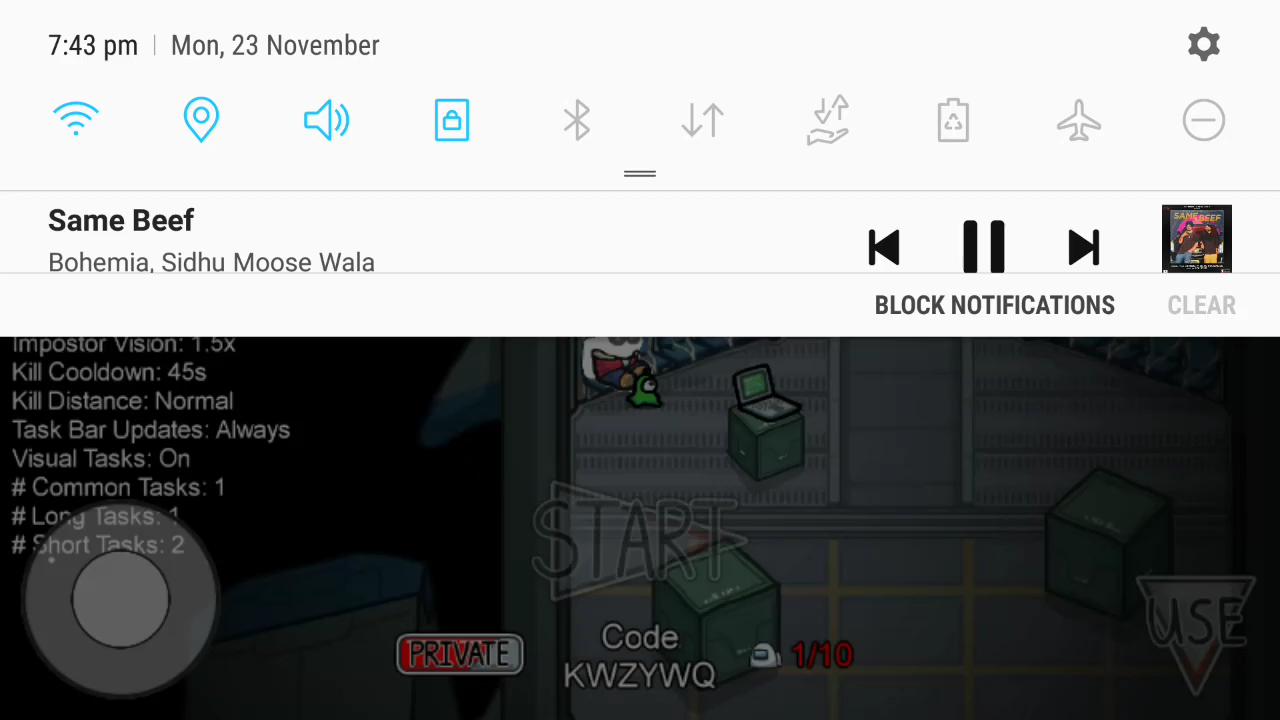 7:43 pm | Mon, 23 November
Same Beef
Bohemia, Sidhu Moose Wala
SAME BEEF
BLOCK NOTIFICATIONS CLEAR
Impostor Vision: 1.5x
Kill Cooldown: 45s
Kill Distance: Normal
Task Bar Updates: Always
Visual Tasks: On
# Common Tasks: 1
# Long Tasks: 1
# Short Tasks: 2
START
USE
PRIVATE
Code
KWZYWQ
1/10